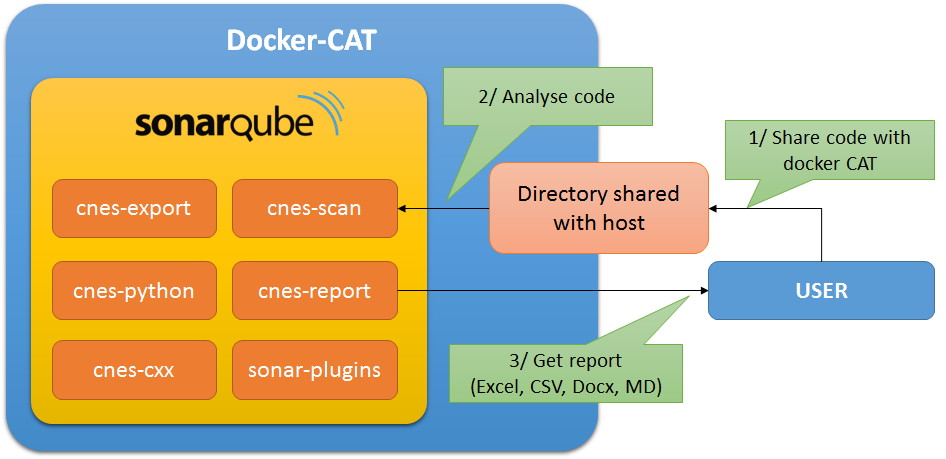 Docker-CAT
sonarqube
2/ Analyse code
1/ Share code with
docker CAT
cnes-export
cnes-scan
Directory shared
with host
cnes-python
cnes-report
USER
cnes-cxx
sonar-plugins
3/ Get report
(Excel, CSV, Docx, MD)